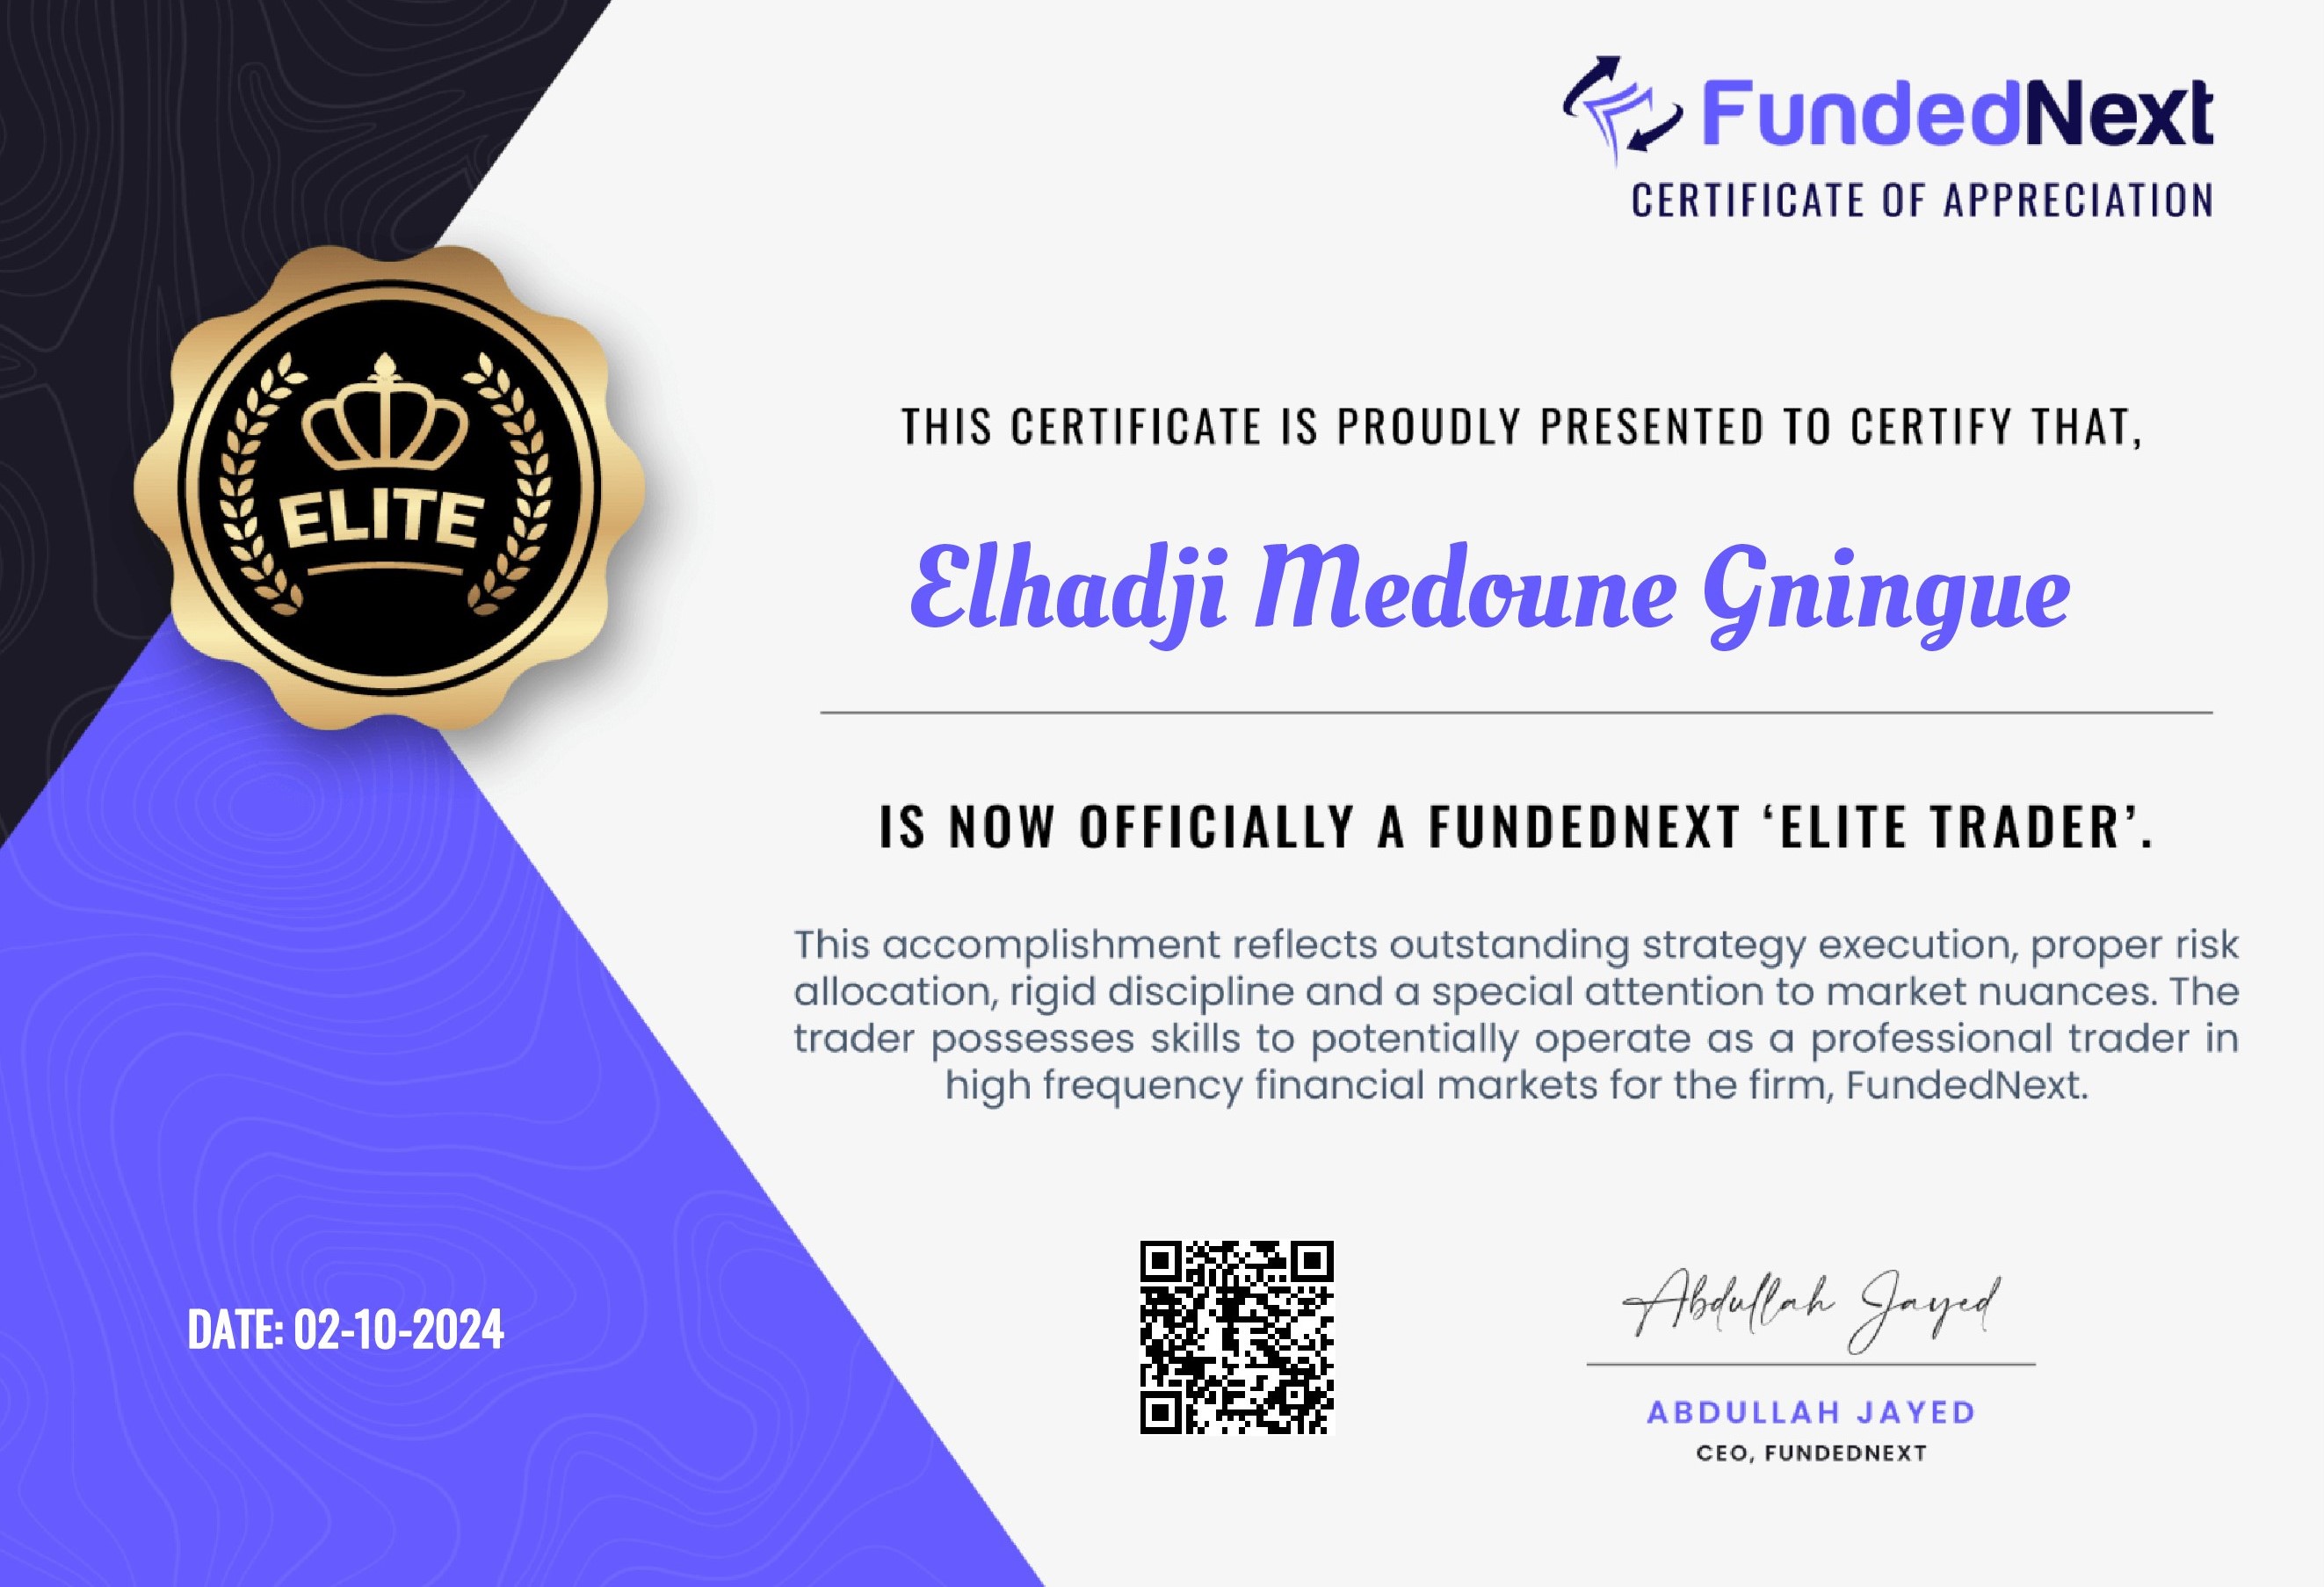 FundedNext
CERTIFICATE OF APPRECIATION
ELITE
THIS CERTIFICATE IS PROUDLY PRESENTED TO CERTIFY THAT,
Elhadji Medoune Gningue
IS NOW OFFICIALLY A FUNDEDNEXT ‘ELITE TRADER’.
This accomplishment reflects outstanding strategy execution, proper risk
allocation, rigid discipline and a special attention to market nuances. The
trader possesses skills to potentially operate as a professional trader in
high frequency financial markets for the firm, FundedNext.
DATE: 02-10-2024
Abdullah Jayed
ABDULLAH JAYED
CEO, FUNDEDNEXT